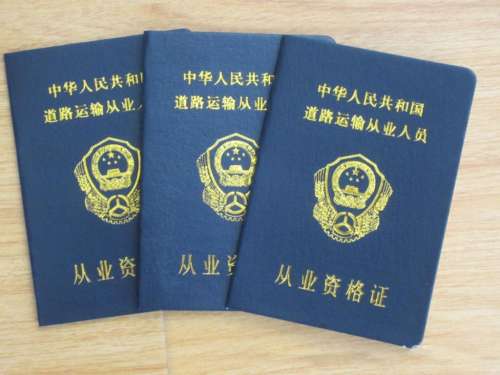 中华人民共和
道路运输从业人
从业资
中华人民共和
道路运输从业
从业资
中华人民共和国
道路运输从业人员
从业资格证